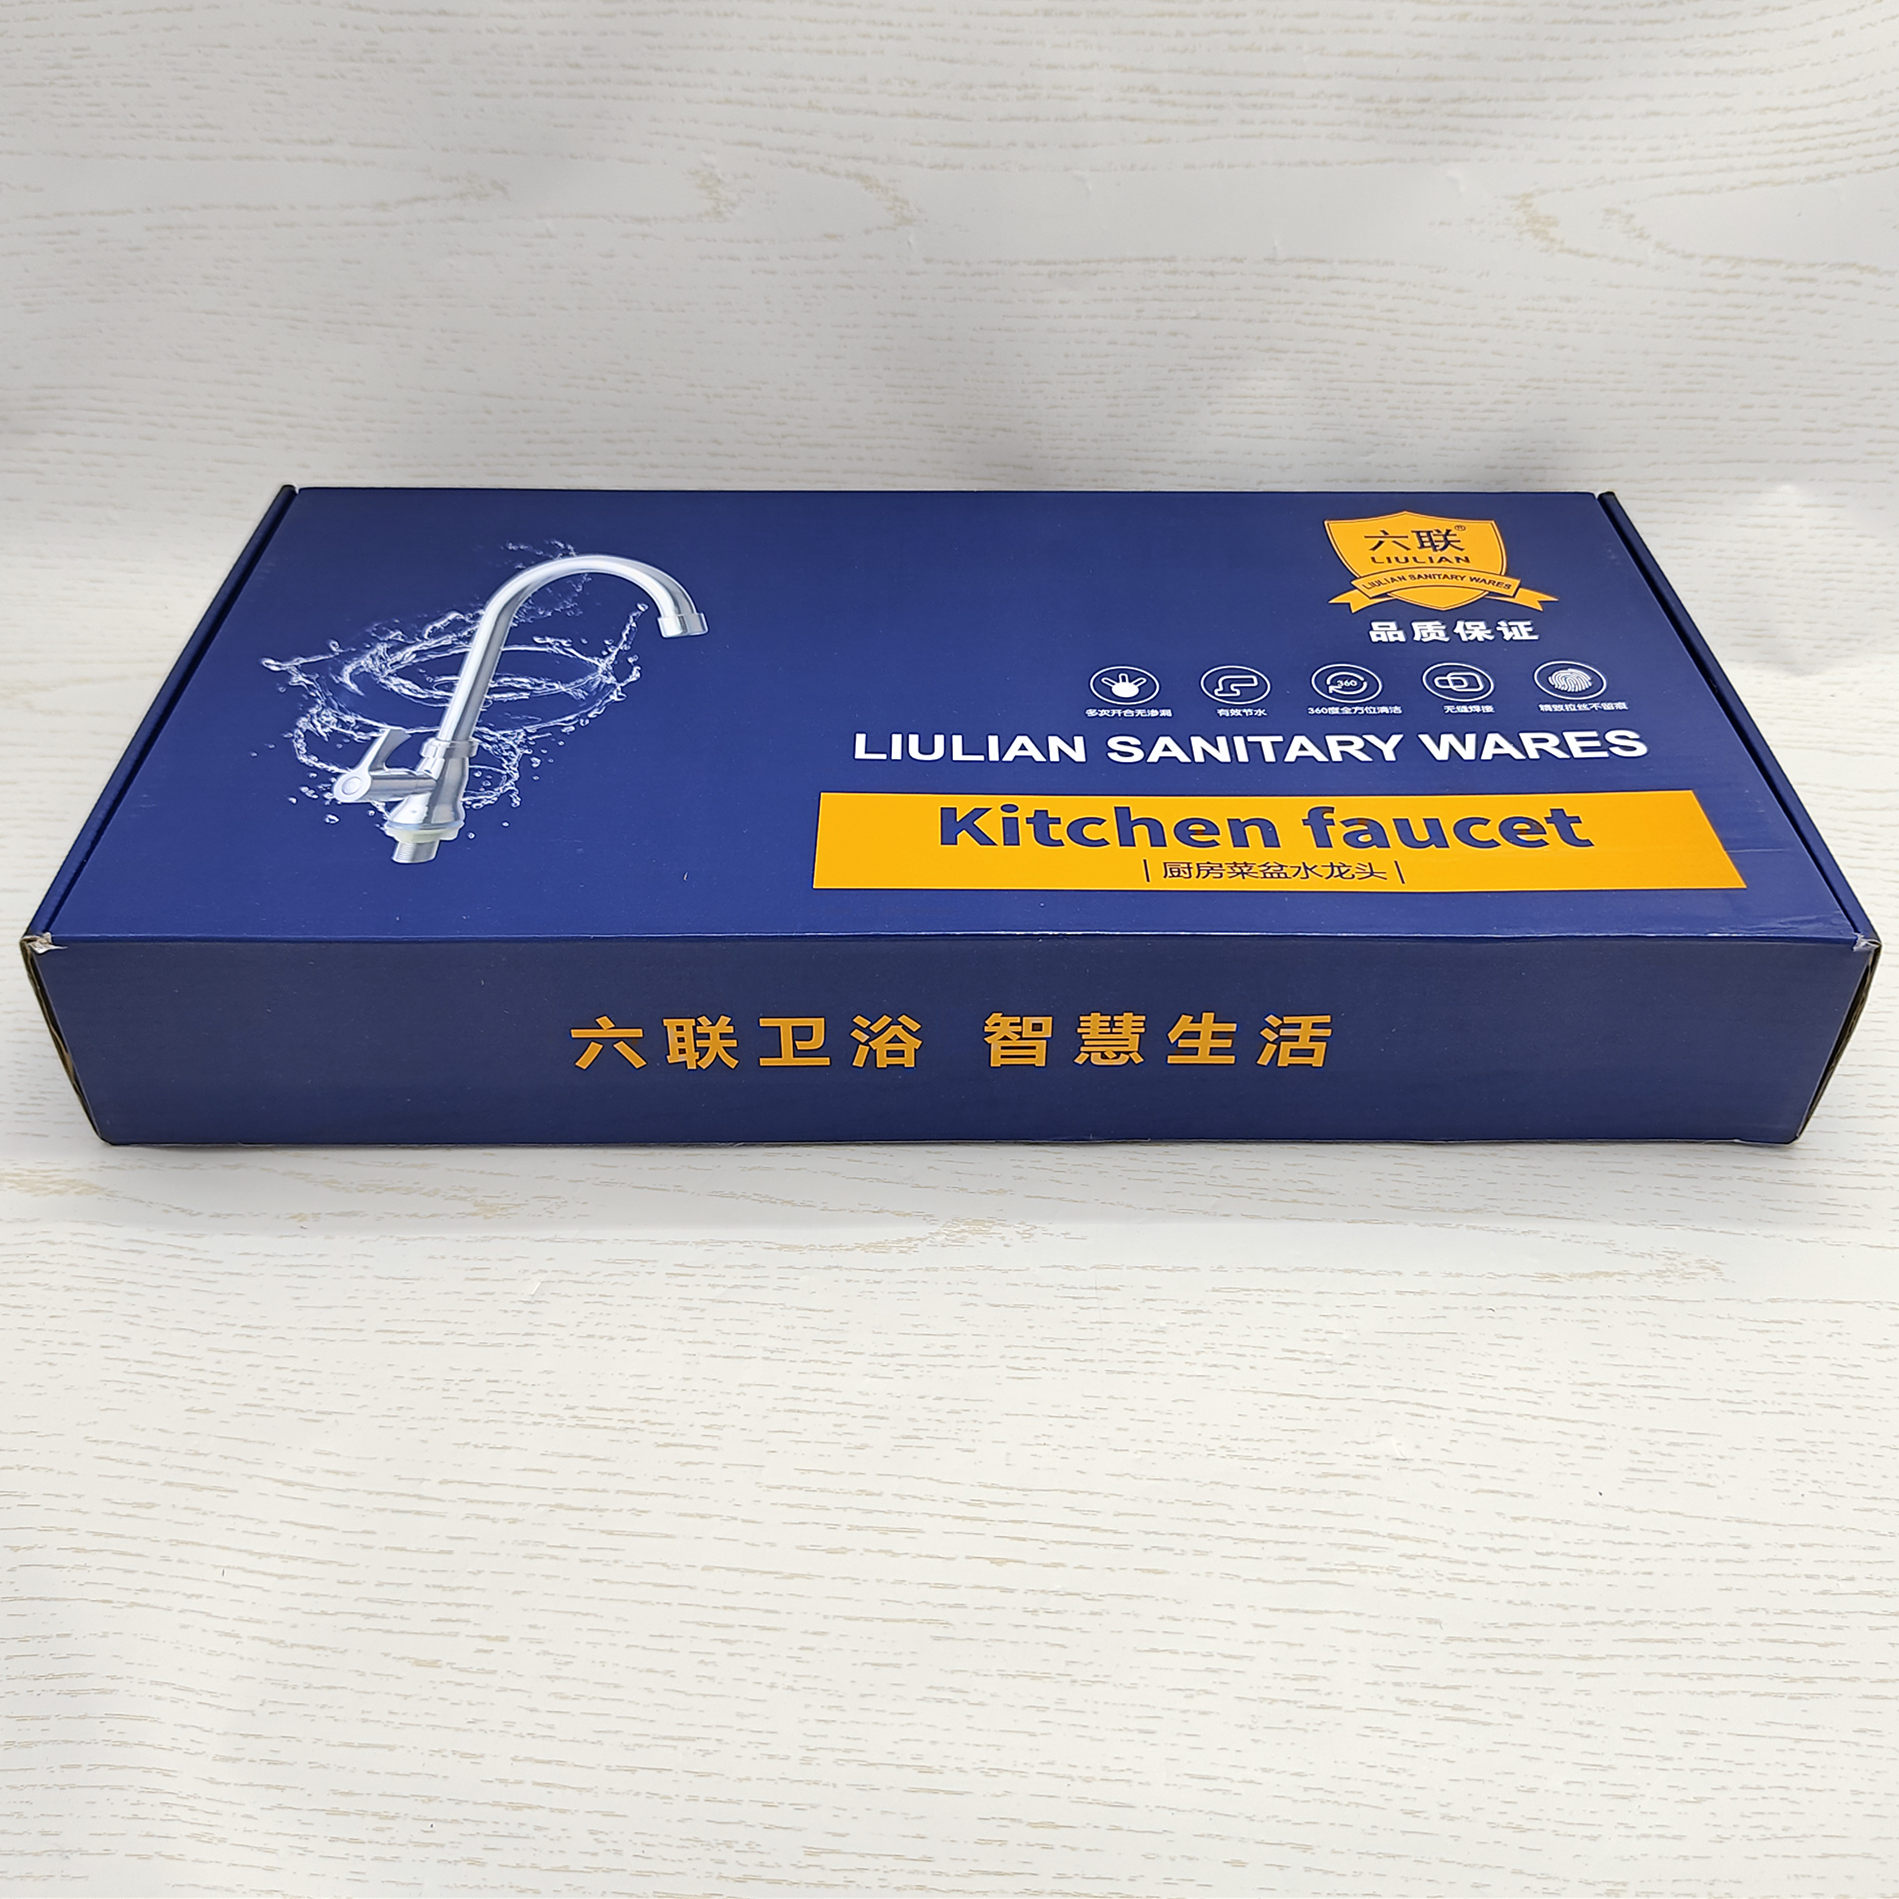 六联®
LIULIAN
LIULIAN SANITARY WARES
品质保证
360
多次开合无渗漏 有效节水 360度全方位清洁 无缝焊接 精致拉丝不留痕
LIULIAN SANITARY WARES
Kitchen faucet
|厨房菜盆水龙头|
六联卫浴 智慧生活